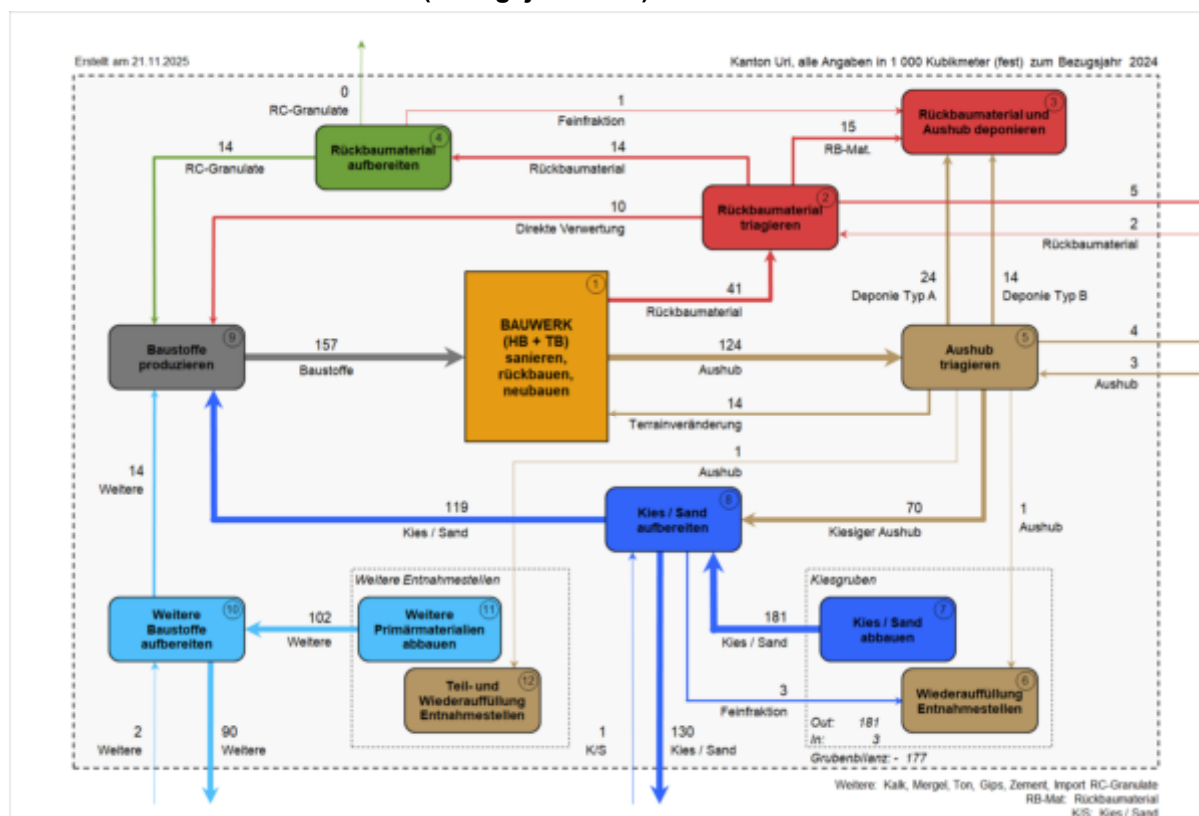 Erstellt am 21.11.2025
Kanton Uri, alle Angaben in 1 000 Kubikmeter (fest) zum Bezugsjahr 2024
0
RC-Granulate
1
Feinfraktion
3
Rückbaumaterial und
Aushub deponieren
4
Rückbaumaterial
aufbereiten
14
RC-Granulate
14
Rückbaumaterial
15
RB-Mat.
2
Rückbaumaterial
triagieren
5
2
Rückbaumaterial
10
Direkte Verwertung
24
Deponie Typ A
14
Deponie Typ B
41
Rückbaumaterial
1
BAUWERK
(HB + TB)
sanieren,
rückbauen,
neubauen
9
Baustoffe
produzieren
157
Baustoffe
124
Aushub
5
Aushub
triagieren
4
3
Aushub
14
Terrainveränderung
1
Aushub
14
Weitere
119
Kies / Sand
8
Kies / Sand
aufbereiten
70
Kiesiger Aushub
1
Aushub
Weitere Entnahmestellen
Kiesgruben
10
Weitere
Baustoffe
aufbereiten
102
Weitere
11
Weitere
Primärmaterialien
abbauen
181
Kies / Sand
7
Kies / Sand
abbauen
12
Teil- und
Wiederauffüllung
Entnahmestellen
3
Feinfraktion
6
Wiederauffüllung
Entnahmestellen
2
Weitere
90
Weitere
1
K/S
130
Kies / Sand
Out: 181
In: 3
Grubenbilanz: - 177
Weitere: Kalk, Mergel, Ton, Gips, Zement, Import RC-Granulate
RB-Mat: Rückbaumaterial
K/S: Kies / Sand